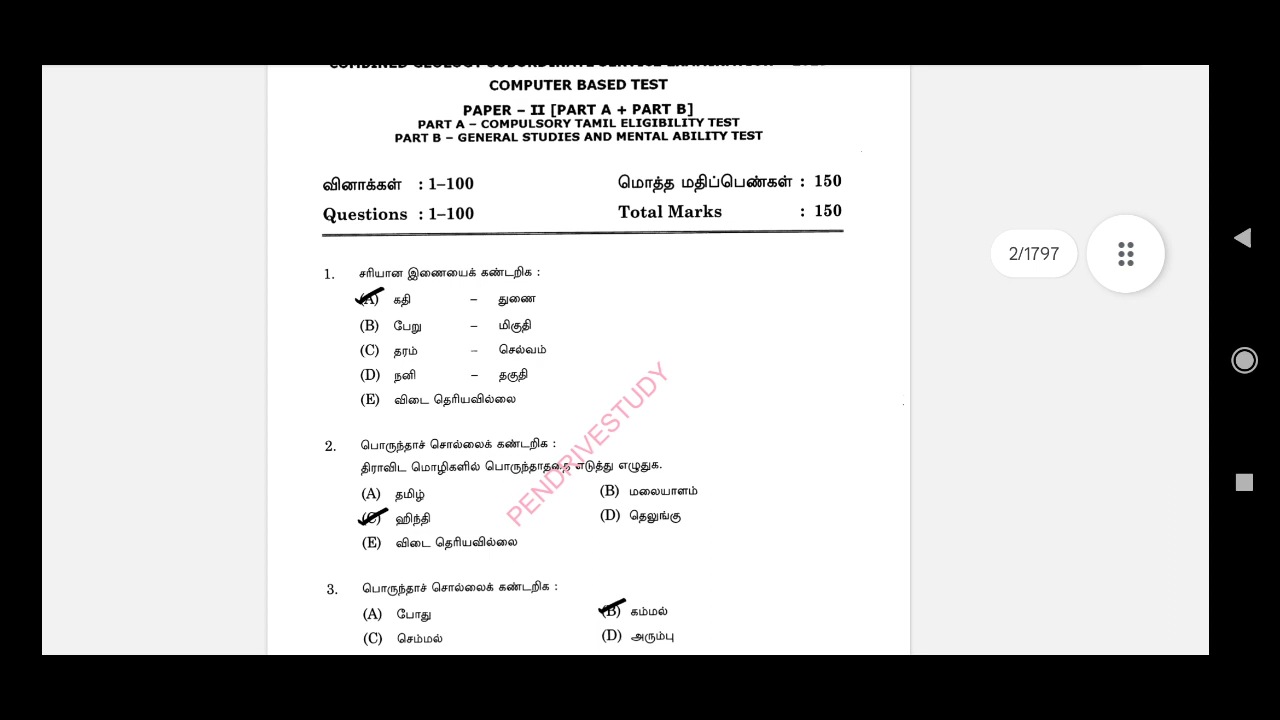 COMPUTER BASED TEST
PAPER – II [PART A + PART B]
PART A – COMPULSORY TAMIL ELIGIBILITY TEST
PART B – GENERAL STUDIES AND MENTAL ABILITY TEST
வினாக்கள் : 1–100 மொத்த மதிப்பெண்கள் : 150
Questions : 1–100 Total Marks : 150
2/1797
1. சரியான இணையைக் கண்டறிக :
(A) கதி – துணை
(B) பேறு – மிகுதி
(C) தரம் – செல்வம்
(D) நனி – தகுதி
(E) விடை தெரியவில்லை
PENDRIVESTUDY
2. பொருந்தாச் சொல்லைக் கண்டறிக :
திராவிட மொழிகளில் பொருந்தாததை எடுத்து எழுதுக.
(A) தமிழ் (B) மலையாளம்
(C) ஹிந்தி (D) தெலுங்கு
(E) விடை தெரியவில்லை
3. பொருந்தாச் சொல்லைக் கண்டறிக :
(A) போது (B) கம்மல்
(C) செம்மல் (D) அரும்பு